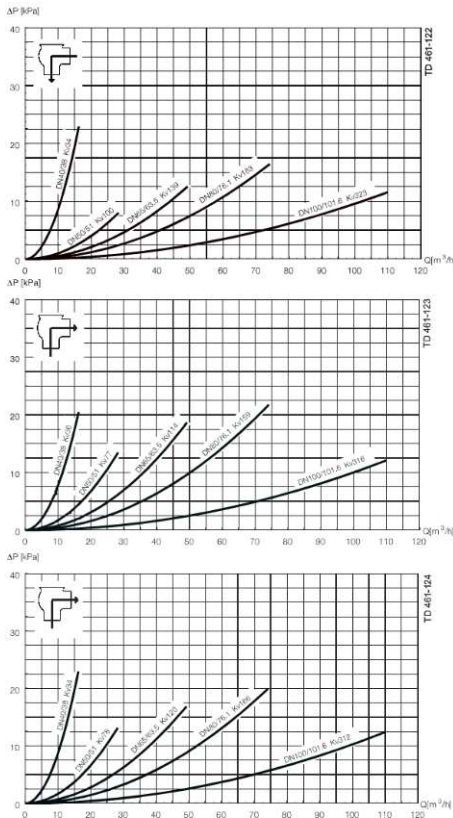 ΔP [kPa]
TD 461-122
40
30
20
10
0
DN40/38 Kv34
DN50/51 Kv100
DN65/63.5 Kv139
DN80/76.1 Kv183
DN100/101.6 Kv323
0 10 20 30 40 50 60 70 80 90 100 110 120
Q[m³/h]
ΔP [kPa]
TD 461-123
40
30
20
10
0
DN40/38 Kv36
DN50/51 Kv77
DN65/63.5 Kv114
DN80/76.1 Kv159
DN100/101.6 Kv316
0 10 20 30 40 50 60 70 80 90 100 110 120
Q[m³/h]
ΔP [kPa]
TD 461-124
40
30
20
10
0
DN40/38 Kv34
DN50/51 Kv78
DN65/63.5 Kv120
DN80/76.1 Kv166
DN100/101.6
0 10 20 30 40 50 60 70 80 90 100 110 120
Q[m³/h]